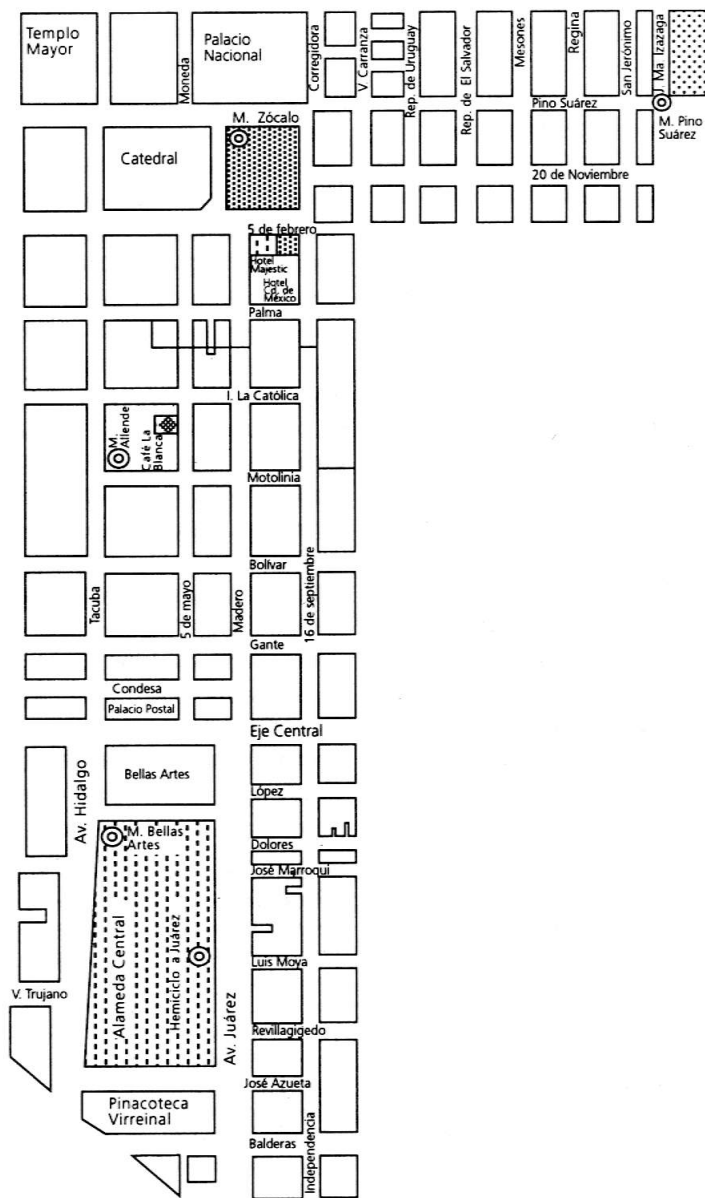 Templo
Mayor
Moneda
Palacio
Nacional
Corregidora
V. Carranza
Rep. de Uruguay
Rep. de El Salvador
Mesones
Regina
San Jerónimo
J. Ma Izazaga
Pino Suárez
M. Pino
Suárez
M. Zócalo
Catedral
20 de Noviembre
5 de febrero
Hotel
Majestic
Hotel
Cd. de
México
Palma
I. La Católica
M.
Allende
Café La
Blanca
Motolinia
Bolívar
Tacuba
5 de mayo
Madero
16 de septiembre
Gante
Condesa
Palacio Postal
Eje Central
Av. Hidalgo
Bellas Artes
López
M. Bellas
Artes
Dolores
José Marroqui
Alameda Central
Hemiciclo a Juárez
Luis Moya
V. Trujano
Av. Juárez
Revillagigedo
José Azueta
Pinacoteca
Virreinal
Balderas
Independencia